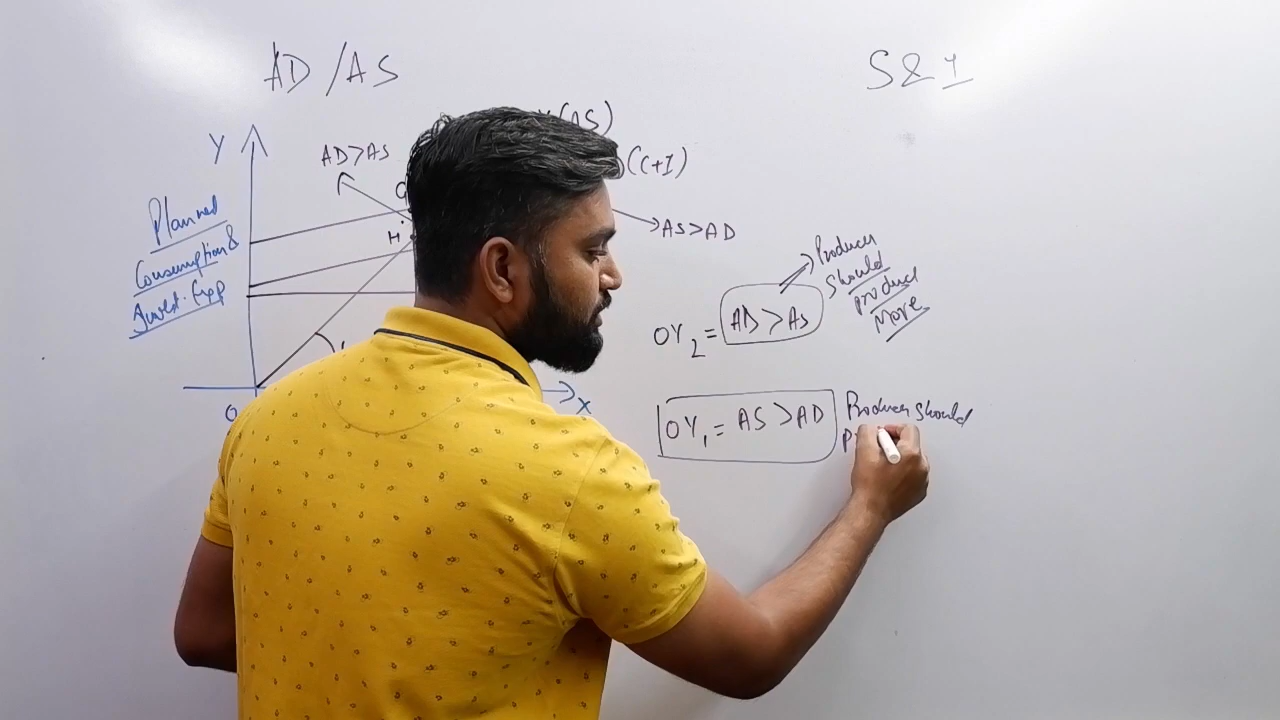 AD / AS
S & I
Y
(AS)
AD > AS
(C+I)
Planned
Consumption &
Invest. Exp
H
AS > AD
Producer
should
produce
More
OY2 = AD > AS
O
X
OY1 = AS > AD
Producer should